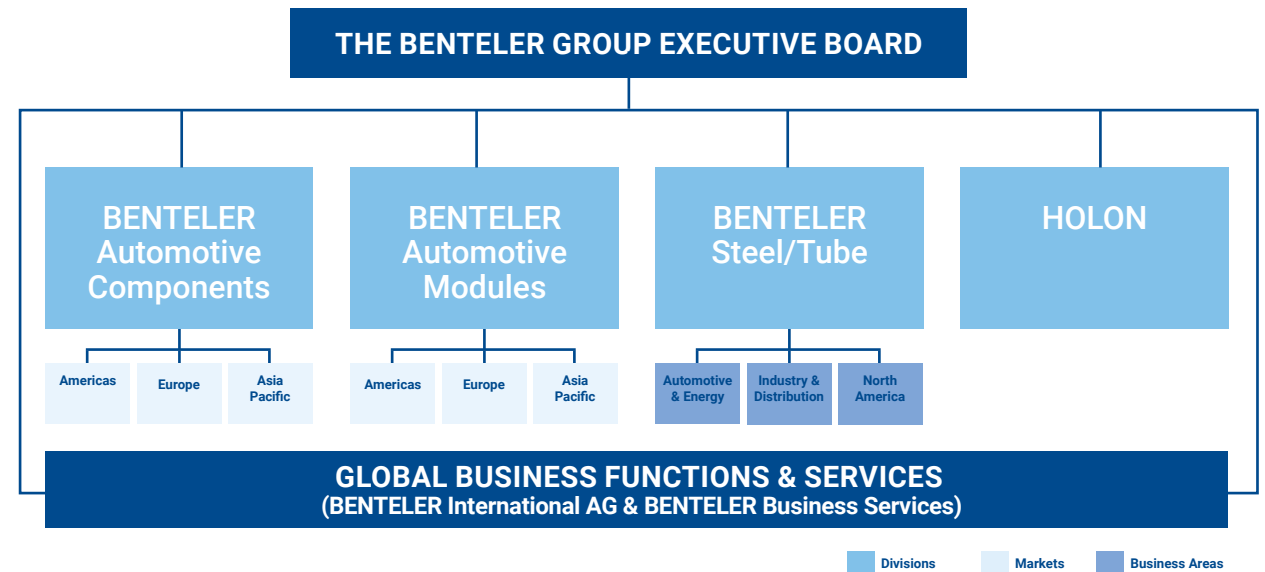 THE BENTELER GROUP EXECUTIVE BOARD
BENTELER
Automotive
Components
BENTELER
Automotive
Modules
BENTELER
Steel/Tube
HOLON
Americas
Europe
Asia
Pacific
Americas
Europe
Asia
Pacific
Automotive
& Energy
Industry &
Distribution
North
America
GLOBAL BUSINESS FUNCTIONS & SERVICES
(BENTELER International AG & BENTELER Business Services)
Divisions
Markets
Business Areas